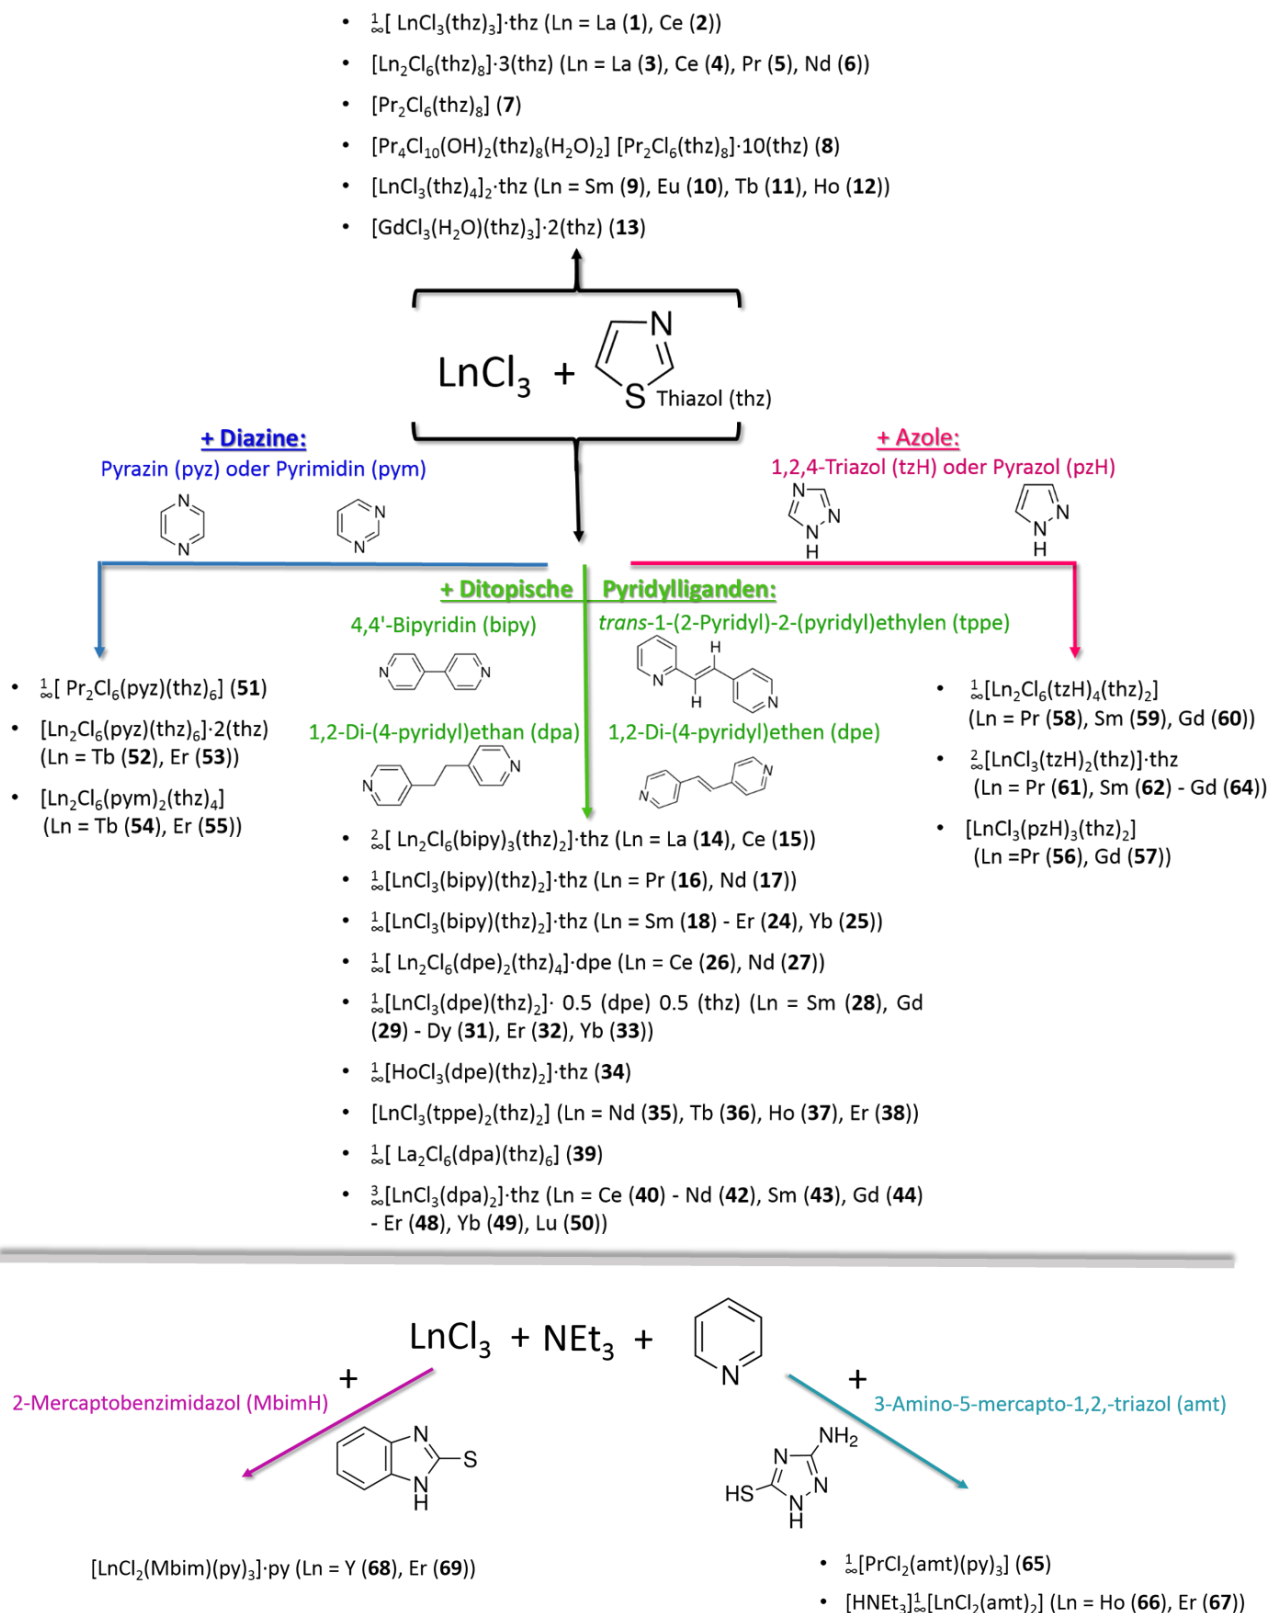 • ¹∞[ LnCl₃(thz)₃]·thz (Ln = La (1), Ce (2))
• [Ln₂Cl₆(thz)₈]·3(thz) (Ln = La (3), Ce (4), Pr (5), Nd (6))
• [Pr₂Cl₆(thz)₈] (7)
• [Pr₄Cl₁₀(OH)₂(thz)₈(H₂O)₂] [Pr₂Cl₆(thz)₈]·10(thz) (8)
• [LnCl₃(thz)₄]₂·thz (Ln = Sm (9), Eu (10), Tb (11), Ho (12))
• [GdCl₃(H₂O)(thz)₃]·2(thz) (13)
LnCl₃ +
N
S
Thiazol (thz)
+ Diazine:
Pyrazin (pyz) oder Pyrimidin (pym)
N
N
N
N
• ¹∞[ Pr₂Cl₆(pyz)(thz)₆] (51)
• [Ln₂Cl₆(pyz)(thz)₆]·2(thz)
(Ln = Tb (52), Er (53))
• [Ln₂Cl₆(pym)₂(thz)₄]
(Ln = Tb (54), Er (55))
+ Ditopische Pyridylliganden:
4,4'-Bipyridin (bipy)
N
N
trans-1-(2-Pyridyl)-2-(pyridyl)ethylen (tppe)
H
N
H
N
1,2-Di-(4-pyridyl)ethan (dpa)
N
N
1,2-Di-(4-pyridyl)ethen (dpe)
N
N
• ²∞[ Ln₂Cl₆(bipy)₃(thz)₂]·thz (Ln = La (14), Ce (15))
• ¹∞[LnCl₃(bipy)(thz)₂]·thz (Ln = Pr (16), Nd (17))
• ¹∞[LnCl₃(bipy)(thz)₂]·thz (Ln = Sm (18) - Er (24), Yb (25))
• ¹∞[ Ln₂Cl₆(dpe)₂(thz)₄]·dpe (Ln = Ce (26), Nd (27))
• ¹∞[LnCl₃(dpe)(thz)₂]· 0.5 (dpe) 0.5 (thz) (Ln = Sm (28), Gd
(29) - Dy (31), Er (32), Yb (33))
• ¹∞[HoCl₃(dpe)(thz)₂]·thz (34)
• [LnCl₃(tppe)₂(thz)₂] (Ln = Nd (35), Tb (36), Ho (37), Er (38))
• ¹∞[ La₂Cl₆(dpa)(thz)₆] (39)
• ³∞[LnCl₃(dpa)₂]·thz (Ln = Ce (40) - Nd (42), Sm (43), Gd (44)
- Er (48), Yb (49), Lu (50))
+ Azole:
1,2,4-Triazol (tzH) oder Pyrazol (pzH)
N
N
N
H
N
N
H
• ¹∞[Ln₂Cl₆(tzH)₄(thz)₂]
(Ln = Pr (58), Sm (59), Gd (60))
• ²∞[LnCl₃(tzH)₂(thz)]·thz
(Ln = Pr (61), Sm (62) - Gd (64))
• [LnCl₃(pzH)₃(thz)₂]
(Ln =Pr (56), Gd (57))
LnCl₃ + NEt₃ +
N
+
2-Mercaptobenzimidazol (MbimH)
N
S
N
H
[LnCl₂(Mbim)(py)₃]·py (Ln = Y (68), Er (69))
+
3-Amino-5-mercapto-1,2,-triazol (amt)
NH₂
N
N
HS
N
H
• ¹∞[PrCl₂(amt)(py)₃] (65)
• [HNEt₃]¹∞[LnCl₂(amt)₂] (Ln = Ho (66), Er (67))